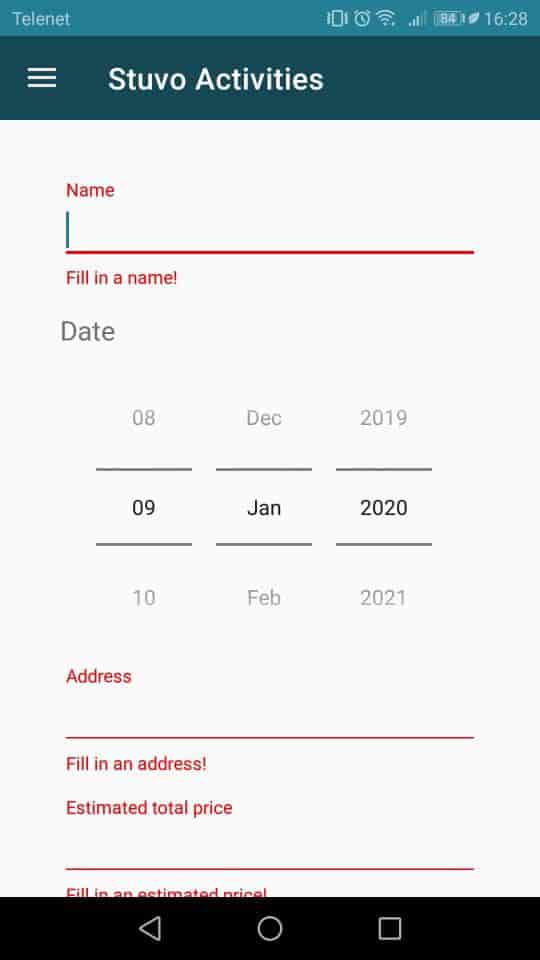 Telenet 84 16:28
Stuvo Activities
Name
Fill in a name!
Date
08 Dec 2019
09 Jan 2020
10 Feb 2021
Address
Fill in an address!
Estimated total price
Fill in an estimated price!